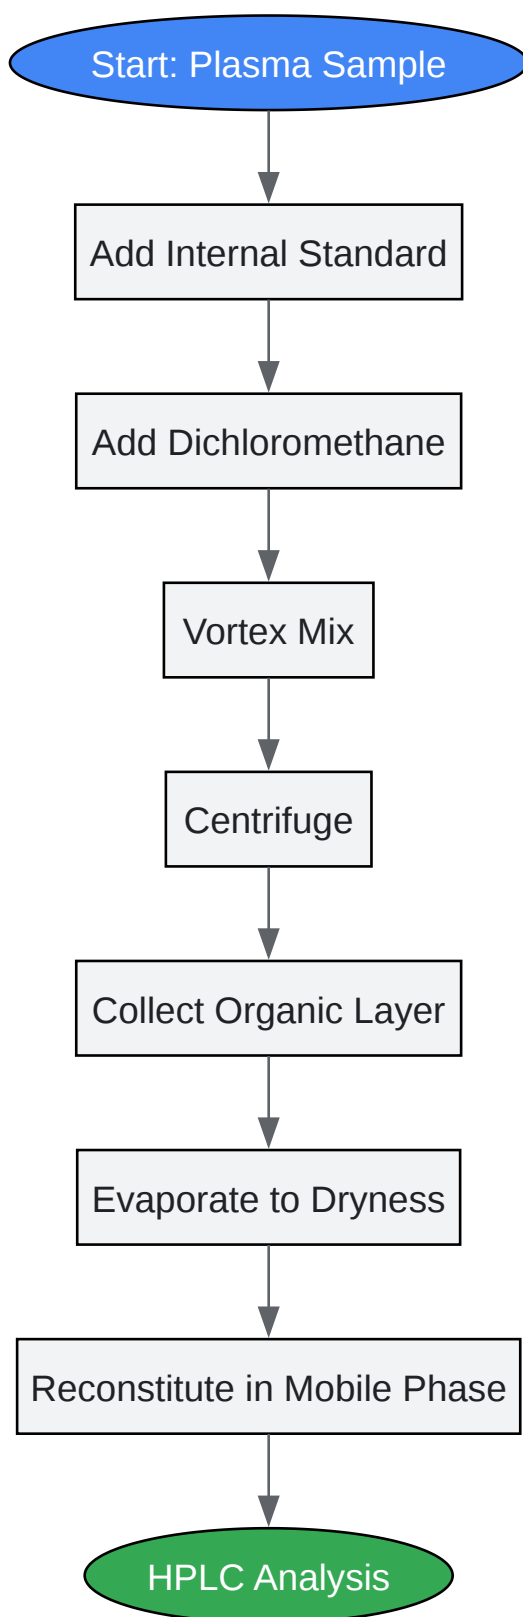 Start: Plasma Sample
Add Internal Standard
Add Dichloromethane
Vortex Mix
Centrifuge
Collect Organic Layer
Evaporate to Dryness
Reconstitute in Mobile Phase
HPLC Analysis